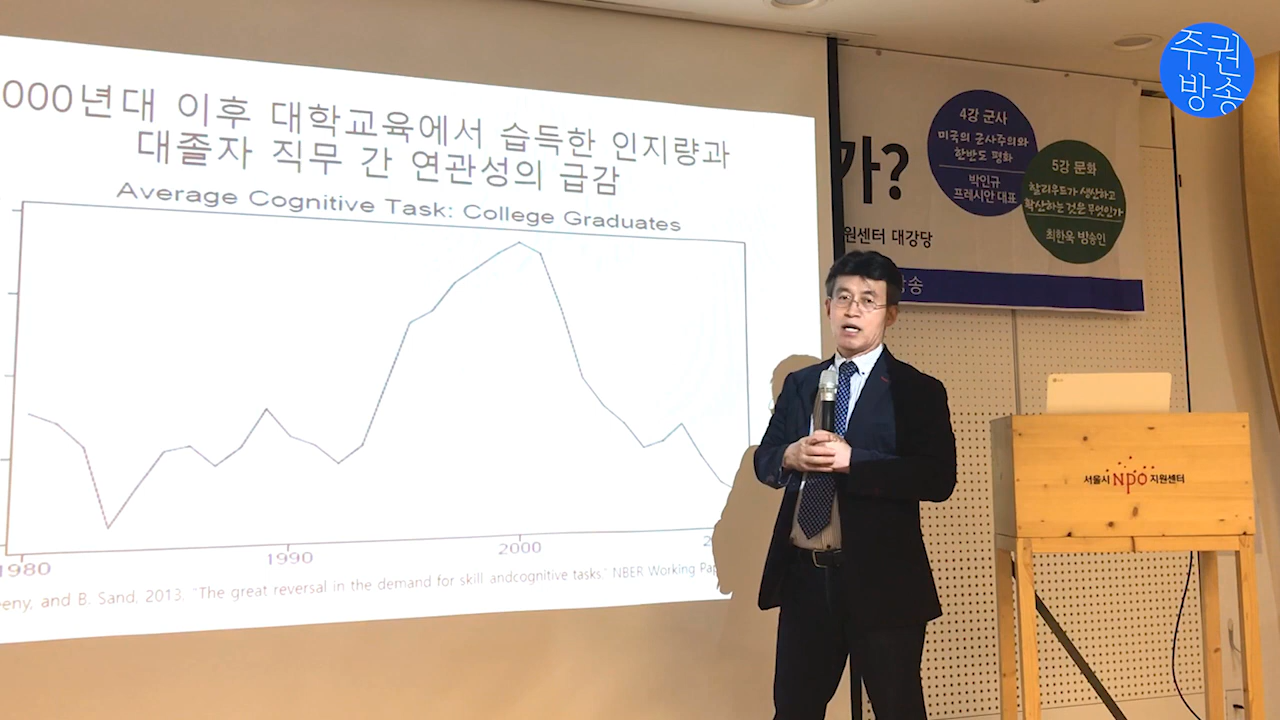 000년대 이후 대학교육에서 습득한 인지량과
대졸자 직무 간 연관성의 급감
Average Cognitive Task: College Graduates
1980
1990
2000
eeny, and B. Sand, 2013, "The great reversal in the demand for skill andcognitive tasks." NBER Working Pap
가?
4강 군사
미국의 군사주의와
한반도 평화
박인규
프레시안 대표
5강 문화
할리우드가 생산하고
확산하는 것은 무엇인가
최한욱 방송인
원센터 대강당
방송
주권
방송
서울시 npo 지원센터